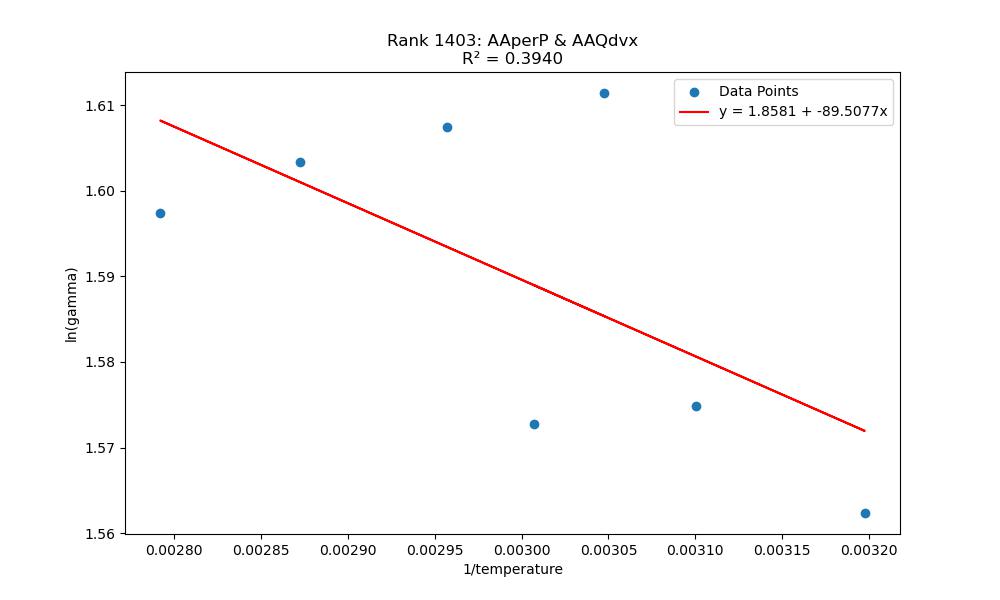 Rank 1403: AAperP & AAQdvx
R² = 0.3940
Data Points
y = 1.8581 + -89.5077x
1.61
1.60
1.59
1.58
1.57
1.56
ln(gamma)
0.00280 0.00285 0.00290 0.00295 0.00300 0.00305 0.00310 0.00315 0.00320
1/temperature